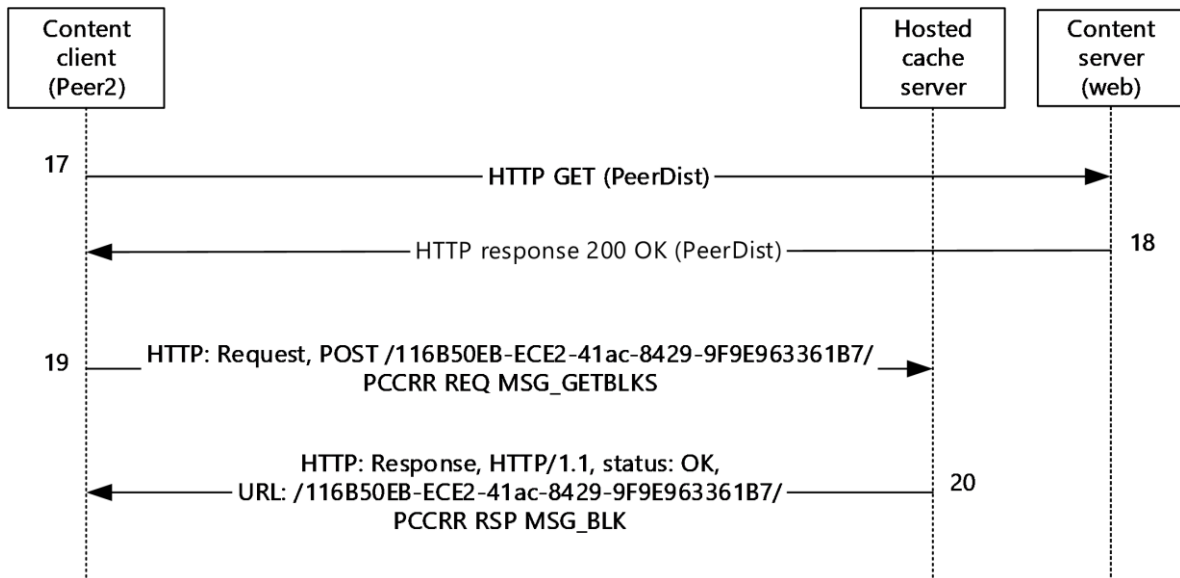 Content
client
(Peer2)
Hosted
cache
server
Content
server
(web)
17
HTTP GET (PeerDist)
HTTP response 200 OK (PeerDist)
18
19
HTTP: Request, POST /116B50EB-ECE2-41ac-8429-9F9E963361B7/
PCCRR REQ MSG_GETBLKS
HTTP: Response, HTTP/1.1, status: OK,
URL: /116B50EB-ECE2-41ac-8429-9F9E963361B7/
PCCRR RSP MSG_BLK
20